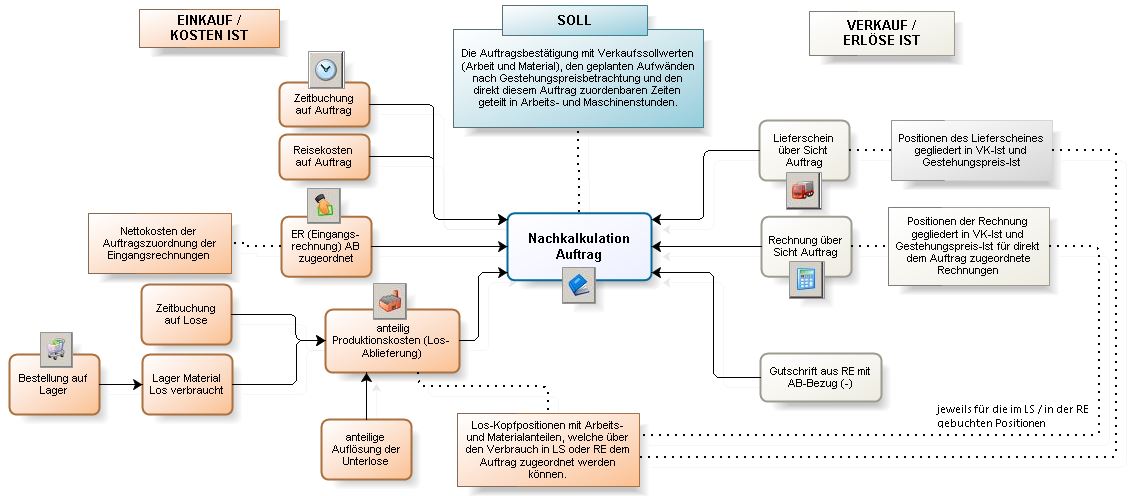 EINKAUF /
KOSTEN IST
SOLL
VERKAUF /
ERLÖSE IST
Die Auftragsbestätigung mit Verkaufssollwerten
(Arbeit und Material), den geplanten Aufwänden
nach Gestehungspreisbetrachtung und den
direkt diesem Auftrag zuordenbaren Zeiten
geteilt in Arbeits- und Maschinenstunden.
Zeitbuchung
auf Auftrag
Reisekosten
auf Auftrag
Lieferschein
über Sicht
Auftrag
Positionen des Lieferscheines
gegliedert in VK-Ist und
Gestehungspreis-Ist
Nettokosten der
Auftragszuordnung der
Eingangsrechnungen
ER (Eingangs-
rechnung) AB
zugeordnet
Nachkalkulation
Auftrag
Rechnung über
Sicht Auftrag
Positionen der Rechnung
gegliedert in VK-Ist und
Gestehungspreis-Ist für direkt
dem Auftrag zugeordnete
Rechnungen
Zeitbuchung
auf Lose
anteilig
Produktionskosten (Los-
Ablieferung)
Bestellung auf
Lager
Lager Material
Los verbraucht
Gutschrift aus RE mit
AB-Bezug (-)
anteilige
Auflösung der
Unterlose
Los-Kopfpositionen mit Arbeits-
und Materialanteilen, welche über
den Verbrauch in LS oder RE dem
Auftrag zugeordnet werden
können.
jeweils für die im LS / in der RE
gebuchten Positionen